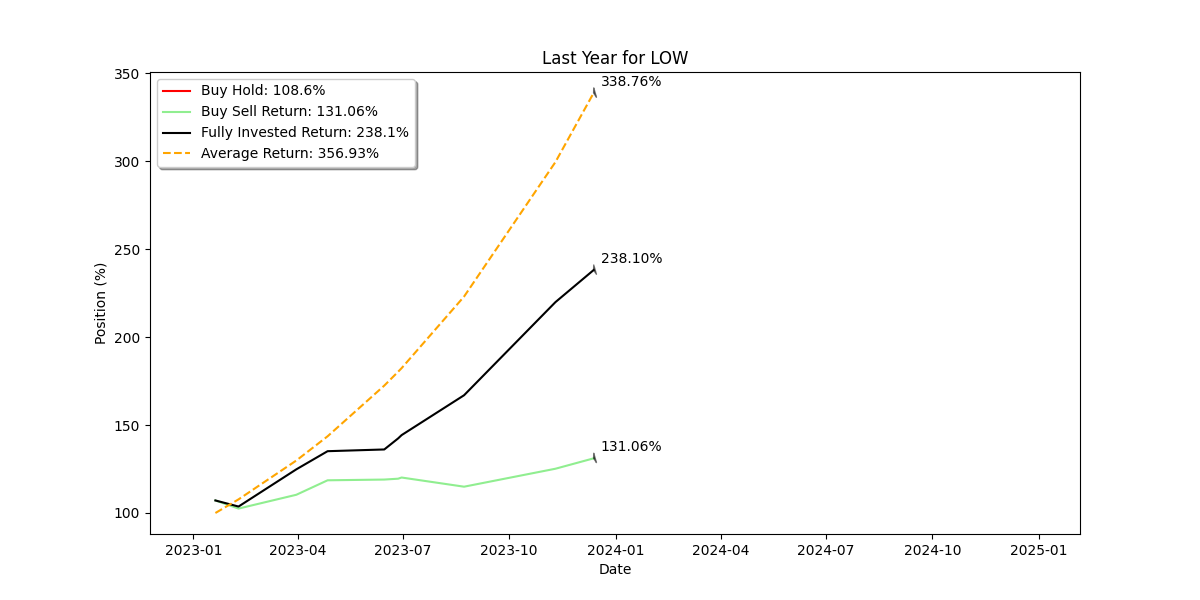 Last Year for LOW
350
338.76%
Buy Hold: 108.6%
Buy Sell Return: 131.06%
Fully Invested Return: 238.1%
Average Return: 356.93%
300
250
238.10%
200
150
131.06%
100
Position (%)
2023-01 2023-04 2023-07 2023-10 2024-01 2024-04 2024-07 2024-10 2025-01
Date